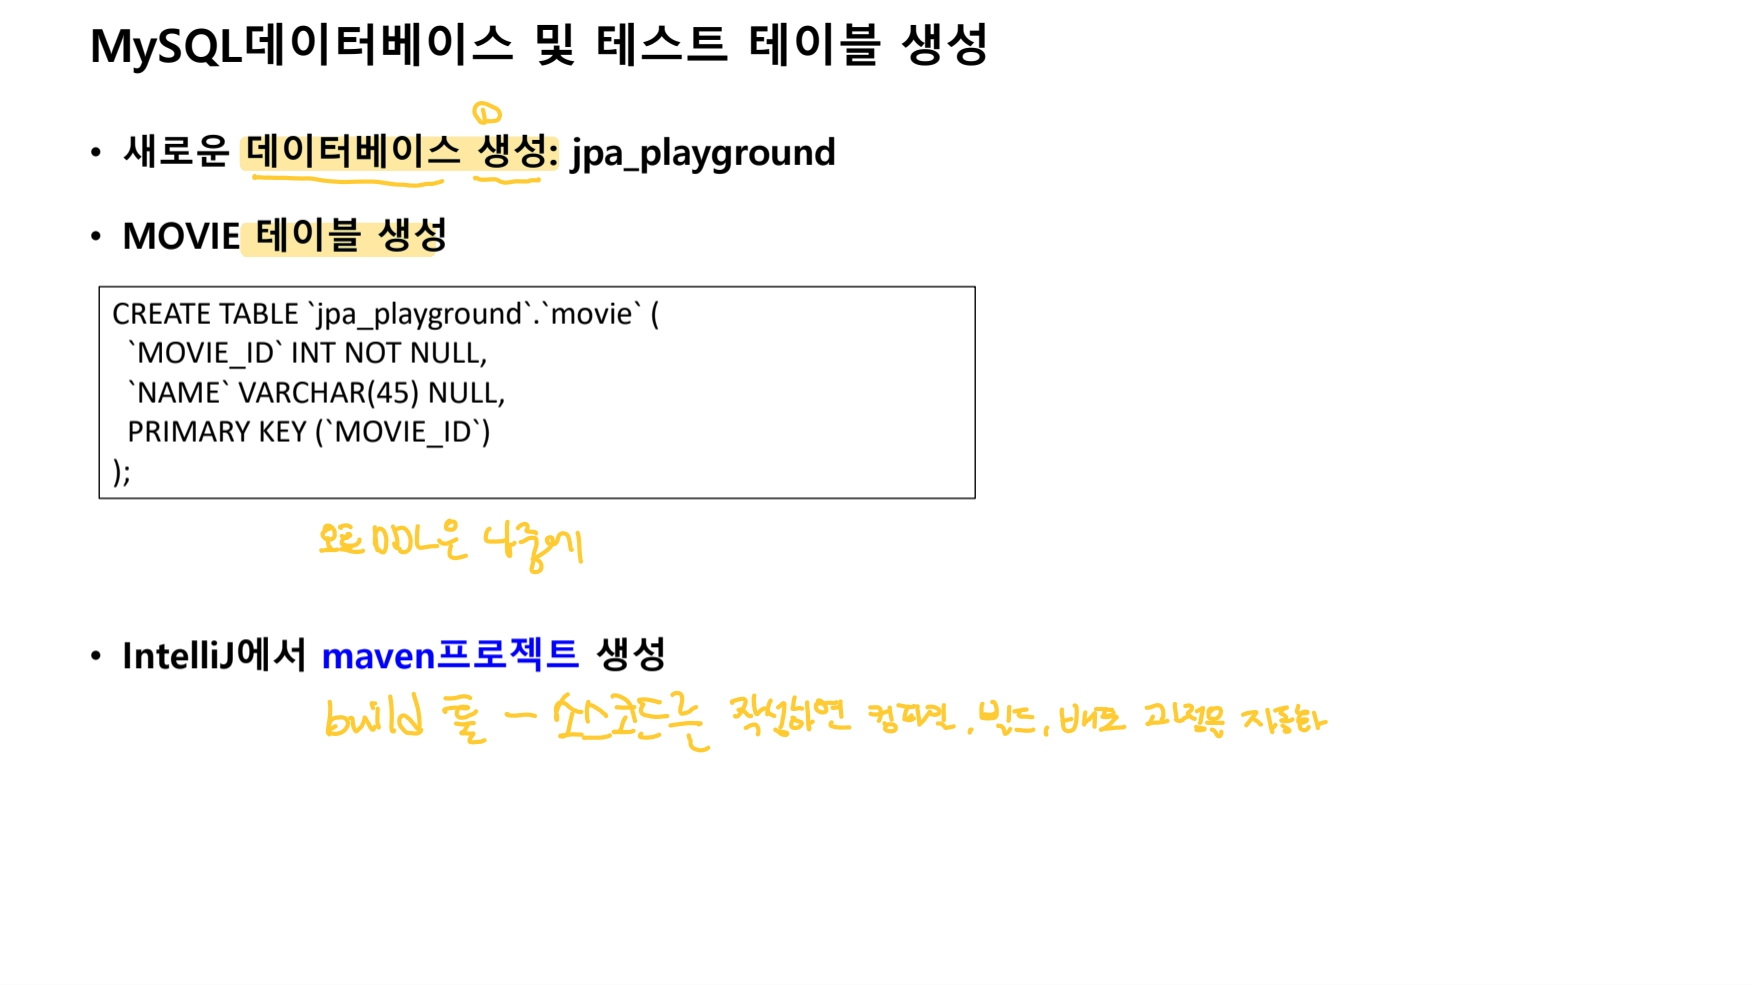 MySQL데이터베이스 및 테스트 테이블 생성
①
• 새로운 데이터베이스 생성: jpa_playground
• MOVIE 테이블 생성
CREATE TABLE `jpa_playground`.`movie` (
`MOVIE_ID` INT NOT NULL,
`NAME` VARCHAR(45) NULL,
PRIMARY KEY (`MOVIE_ID`)
);
오토 DDL은 나중에
• IntelliJ에서 maven프로젝트 생성
build 툴 - 소스코드를 작성하면 컴파일, 빌드, 배포 과정을 자동화